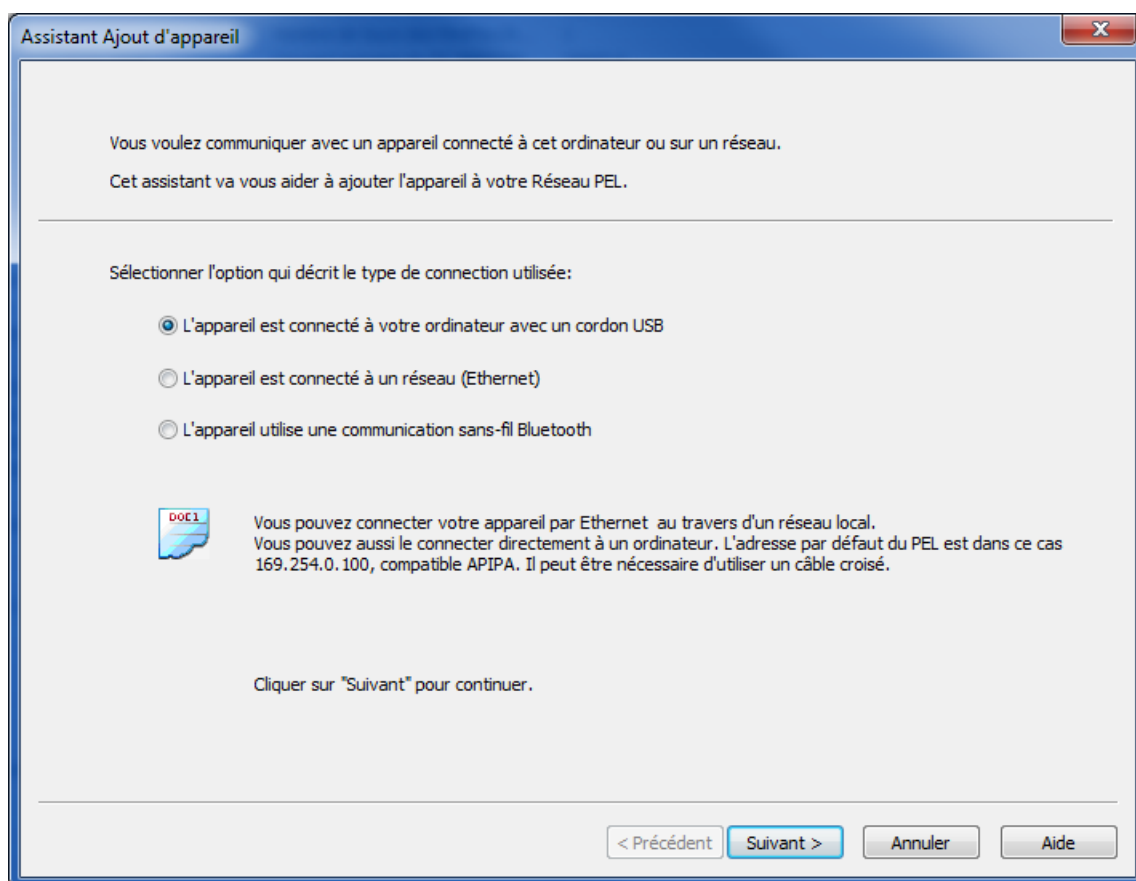 Assistant Ajout d'appareil
Vous voulez communiquer avec un appareil connecté à cet ordinateur ou sur un réseau.
Cet assistant va vous aider à ajouter l'appareil à votre Réseau PEL.
Sélectionner l'option qui décrit le type de connection utilisée:
L'appareil est connecté à votre ordinateur avec un cordon USB
L'appareil est connecté à un réseau (Ethernet)
L'appareil utilise une communication sans-fil Bluetooth
DOC1
Vous pouvez connecter votre appareil par Ethernet au travers d'un réseau local.
Vous pouvez aussi le connecter directement à un ordinateur. L'adresse par défaut du PEL est dans ce cas
169.254.0.100, compatible APIPA. Il peut être nécessaire d'utiliser un câble croisé.
Cliquer sur "Suivant" pour continuer.
< Précédent Suivant > Annuler Aide